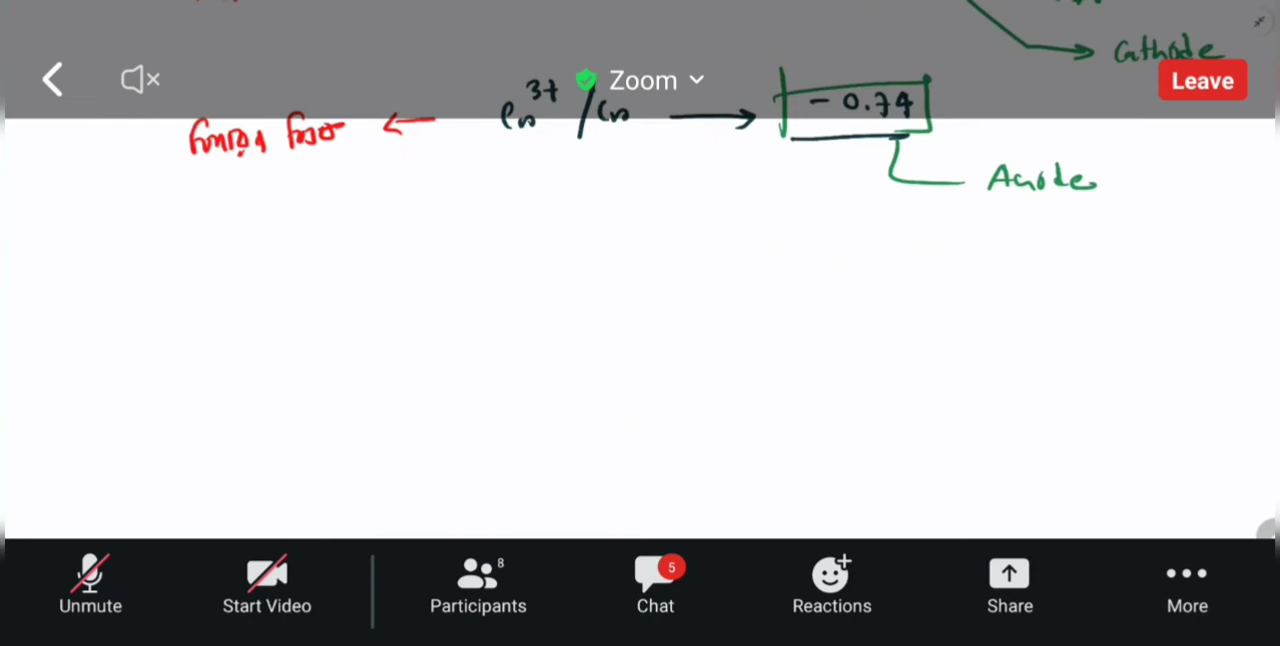 Cathode
Zoom
Leave
Cr³⁺/Cr → - 0.74
Anode
Unmute
Start Video
8
Participants
5
Chat
Reactions
Share
More